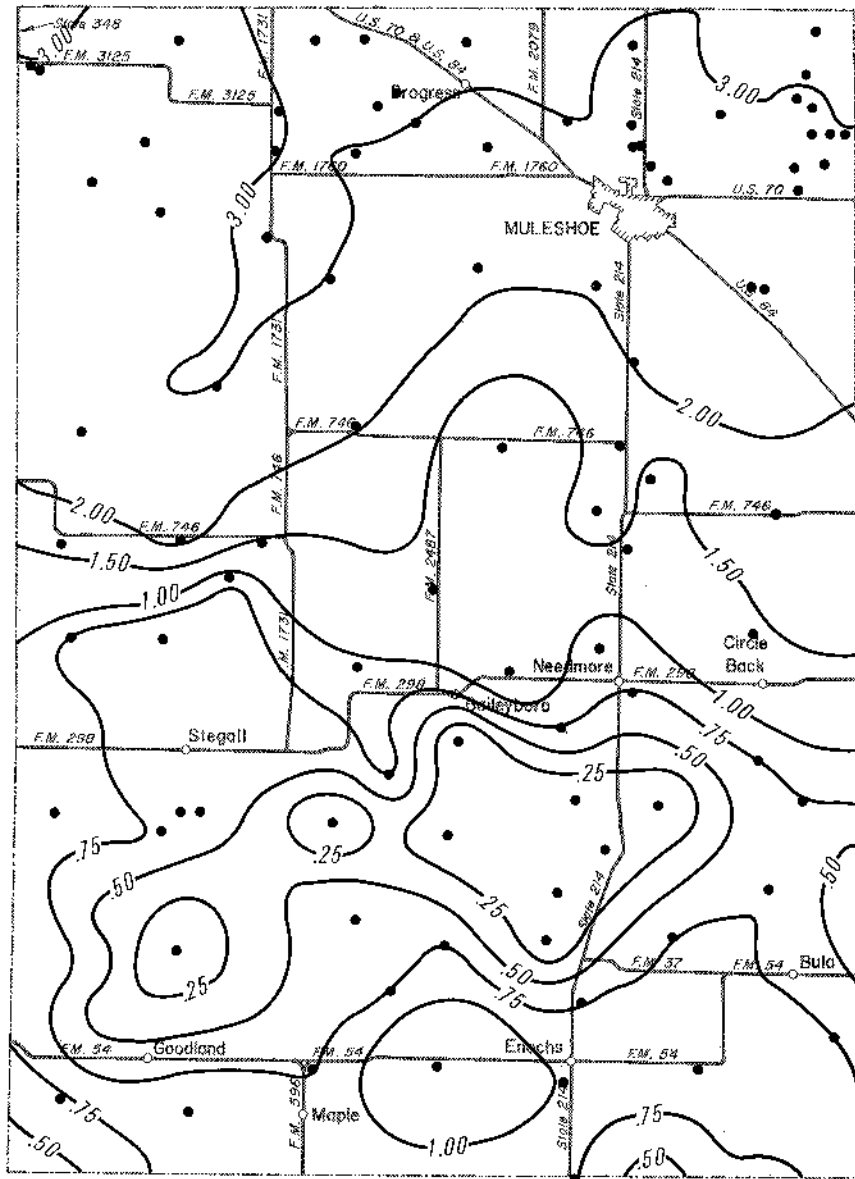 State 348
3.00
F.M. 3125
F.M. 3125
F.M. 1731
U.S. 70 & U.S. 84
Progress
F.M. 2079
State 214
3.00
F.M. 1760
F.M. 1760
3.00
U.S. 70
MULESHOE
State 214
U.S. 84
F.M. 1731
2.00
F.M. 746
F.M. 746
F.M. 746
2.00
F.M. 746
F.M. 746
1.50
F.M. 2487
State 214
1.50
1.00
F.M. 1731
Needmore
Circle
Back
F.M. 298
F.M. 298
Baileyboro
1.00
F.M. 298
Stegall
.75
.50
.25
.75
.50
.25
.50
.25
State 214
.25
.50
.75
F.M. 37
F.M. 54
Bula
F.M. 54
Goodland
F.M. 54
Enochs
F.M. 54
.75
F.M. 596
Maple
State 214
.75
.50
1.00
.50